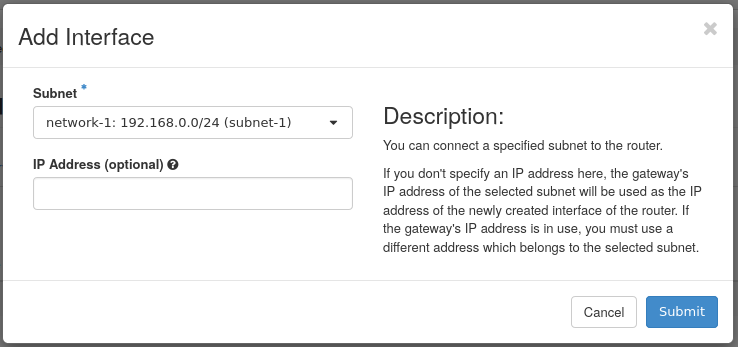 Add Interface
×
Subnet *
network-1: 192.168.0.0/24 (subnet-1)
IP Address (optional) ?
Description:
You can connect a specified subnet to the router.
If you don't specify an IP address here, the gateway's
IP address of the selected subnet will be used as the IP
address of the newly created interface of the router. If
the gateway's IP address is in use, you must use a
different address which belongs to the selected subnet.
Cancel
Submit